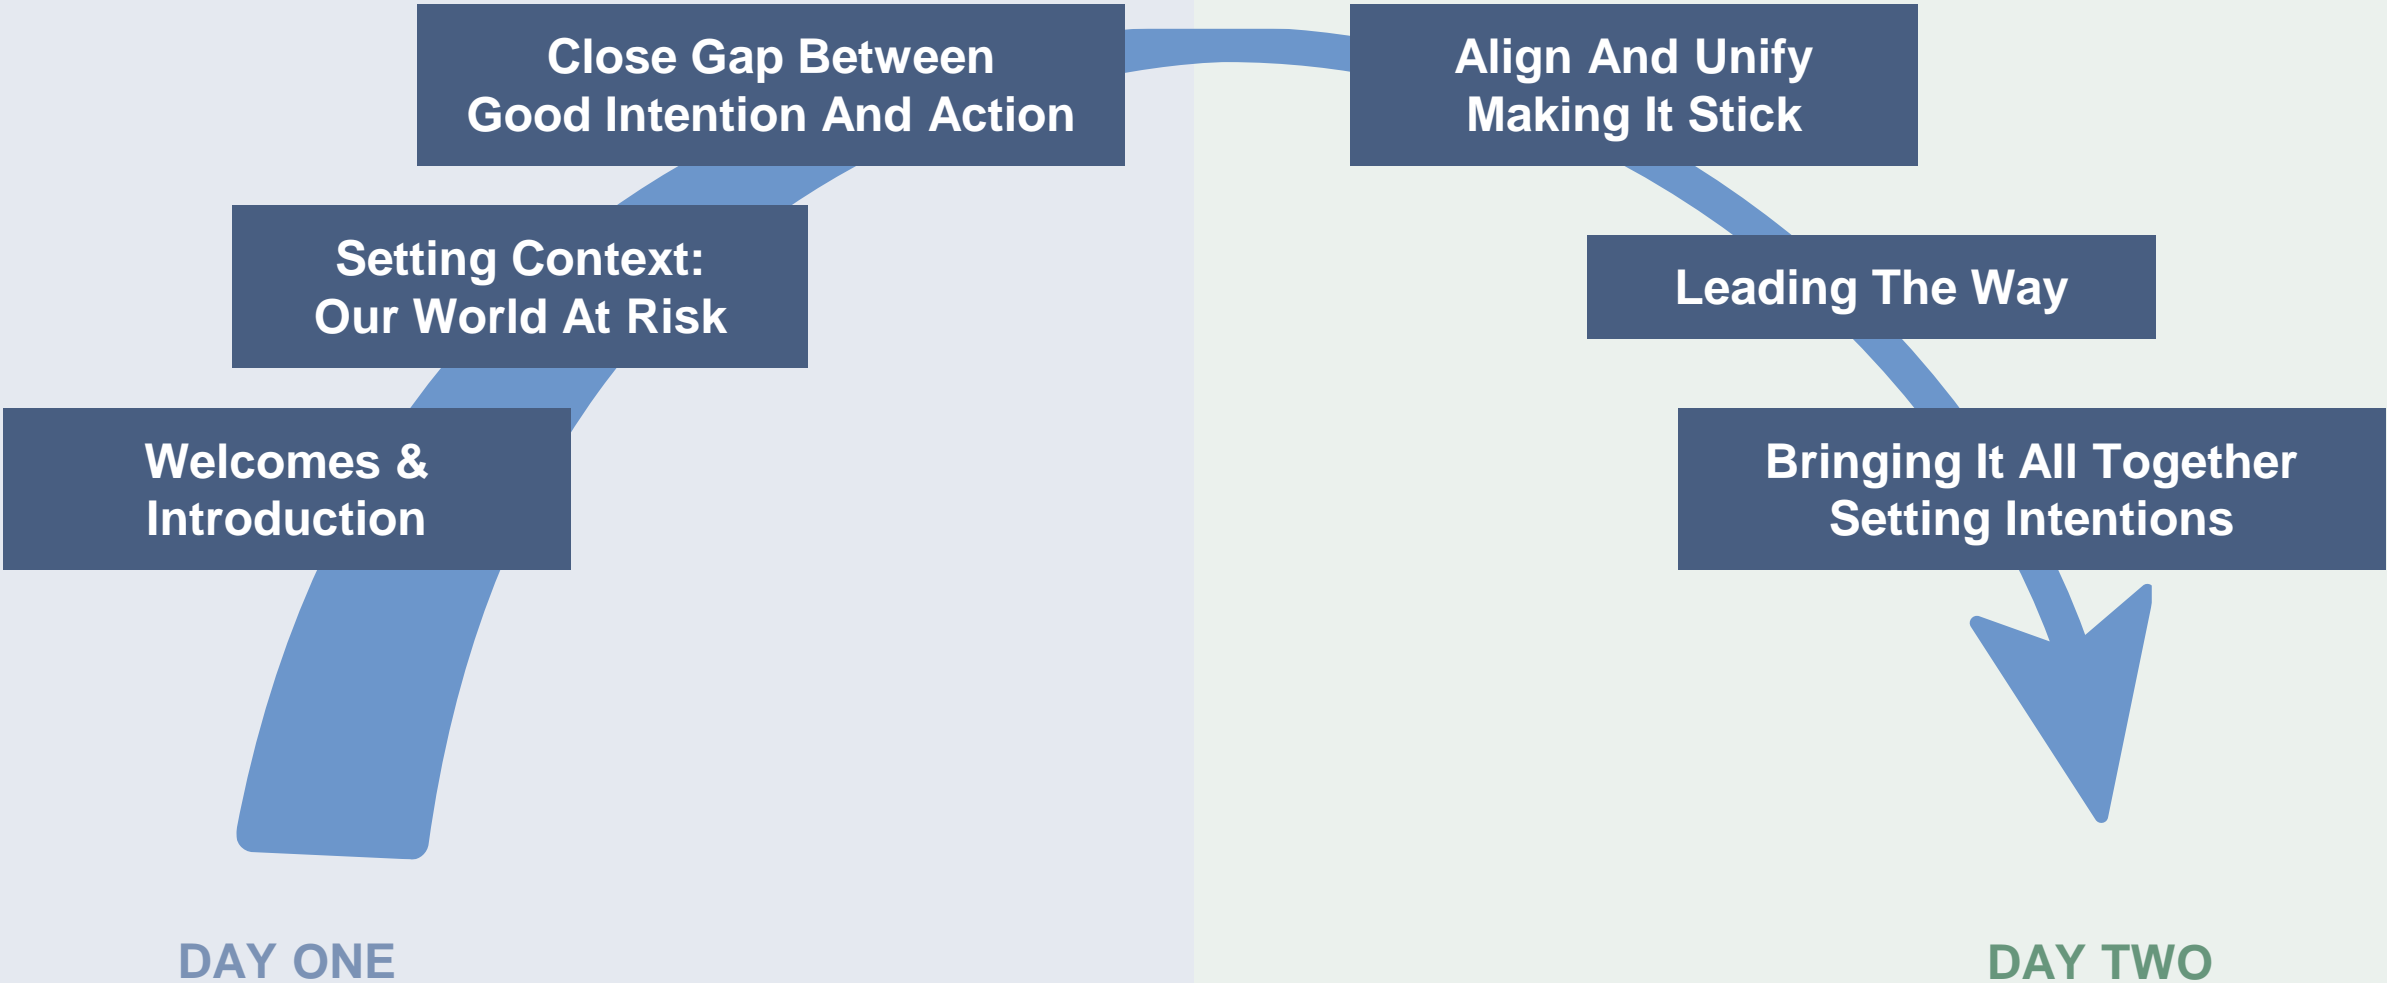 Close Gap Between
Good Intention And Action
Align And Unify
Making It Stick
Setting Context:
Our World At Risk
Leading The Way
Welcomes &
Introduction
Bringing It All Together
Setting Intentions
DAY ONE
DAY TWO